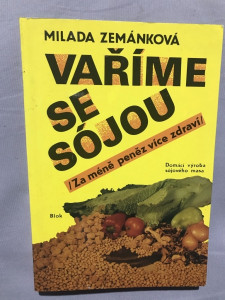 MILADA ZEMÁNKOVÁ
VAŘÍME
SE
SÓJOU
/Za méně peněz více zdraví/
Domácí výroba
sójového masa
Blok